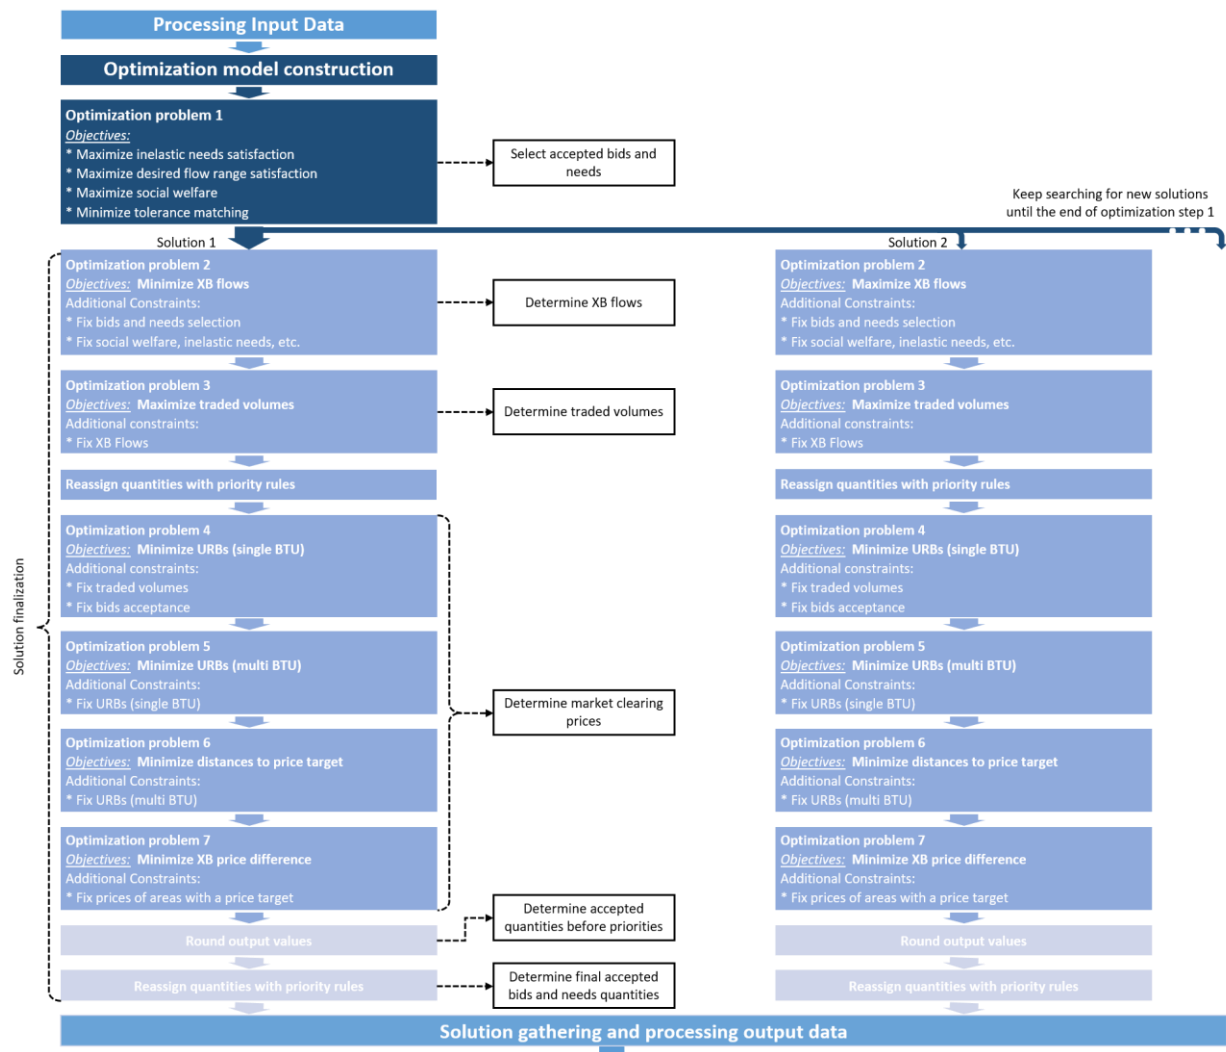 Processing Input Data
Optimization model construction
Optimization problem 1
Objectives:
* Maximize inelastic needs satisfaction
* Maximize desired flow range satisfaction
* Maximize social welfare
* Minimize tolerance matching
Select accepted bids and
needs
Keep searching for new solutions
until the end of optimization step 1
Solution 1
Solution 2
Solution finalization
Optimization problem 2
Objectives: Minimize XB flows
Additional Constraints:
* Fix bids and needs selection
* Fix social welfare, inelastic needs, etc.
Determine XB flows
Optimization problem 3
Objectives: Maximize traded volumes
Additional constraints:
* Fix XB Flows
Determine traded volumes
Reassign quantities with priority rules
Optimization problem 4
Objectives: Minimize URBs (single BTU)
Additional constraints:
* Fix traded volumes
* Fix bids acceptance
Optimization problem 5
Objectives: Minimize URBs (multi BTU)
Additional Constraints:
* Fix URBs (single BTU)
Determine market clearing
prices
Optimization problem 6
Objectives: Minimize distances to price target
Additional Constraints:
* Fix URBs (multi BTU)
Optimization problem 7
Objectives: Minimize XB price difference
Additional Constraints:
* Fix prices of areas with a price target
Round output values
Determine accepted
quantities before priorities
Reassign quantities with priority rules
Determine final accepted
bids and needs quantities
Optimization problem 2
Objectives: Maximize XB flows
Additional Constraints:
* Fix bids and needs selection
* Fix social welfare, inelastic needs, etc.
Optimization problem 3
Objectives: Maximize traded volumes
Additional constraints:
* Fix XB Flows
Reassign quantities with priority rules
Optimization problem 4
Objectives: Minimize URBs (single BTU)
Additional constraints:
* Fix traded volumes
* Fix bids acceptance
Optimization problem 5
Objectives: Minimize URBs (multi BTU)
Additional Constraints:
* Fix URBs (single BTU)
Optimization problem 6
Objectives: Minimize distances to price target
Additional Constraints:
* Fix URBs (multi BTU)
Optimization problem 7
Objectives: Minimize XB price difference
Additional Constraints:
* Fix prices of areas with a price target
Round output values
Reassign quantities with priority rules
Solution gathering and processing output data